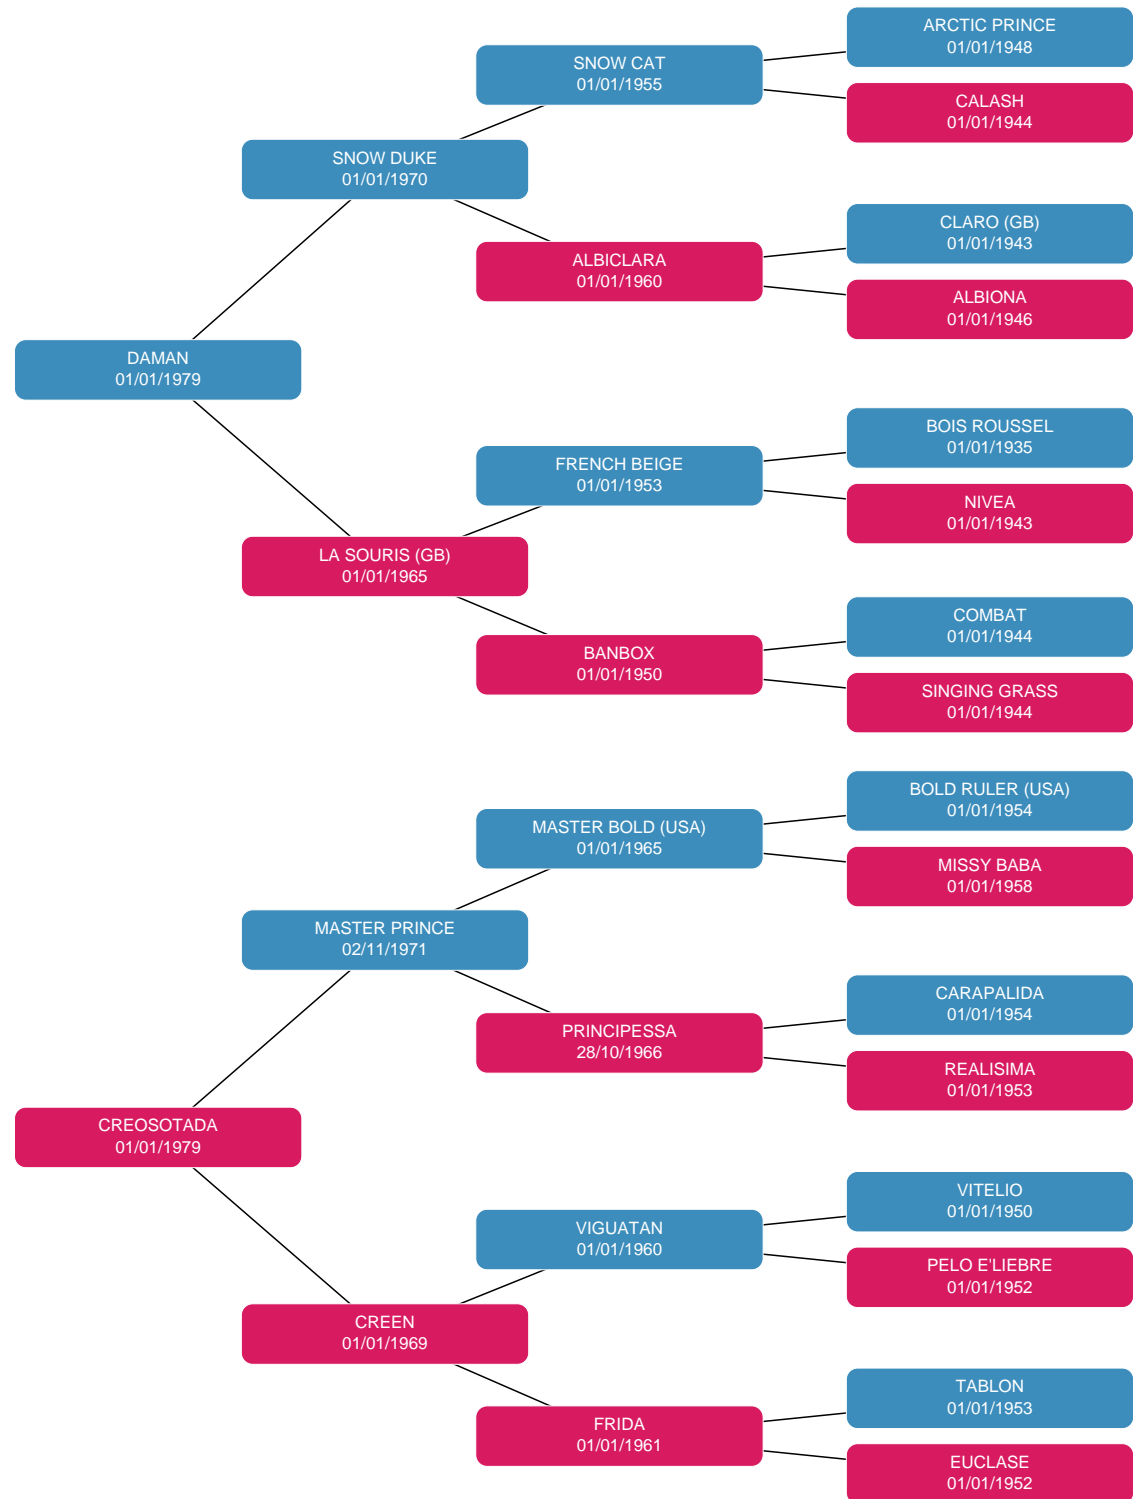 ARCTIC PRINCE
01/01/1948
SNOW CAT
01/01/1955
CALASH
01/01/1944
SNOW DUKE
01/01/1970
CLARO (GB)
01/01/1943
ALBICLARA
01/01/1960
ALBIONA
01/01/1946
DAMAN
01/01/1979
BOIS ROUSSEL
01/01/1935
FRENCH BEIGE
01/01/1953
NIVEA
01/01/1943
LA SOURIS (GB)
01/01/1965
COMBAT
01/01/1944
BANBOX
01/01/1950
SINGING GRASS
01/01/1944
BOLD RULER (USA)
01/01/1954
MASTER BOLD (USA)
01/01/1965
MISSY BABA
01/01/1958
MASTER PRINCE
02/11/1971
CARAPALIDA
01/01/1954
PRINCIPESSA
28/10/1966
REALISIMA
01/01/1953
CREOSOTADA
01/01/1979
VITELIO
01/01/1950
VIGUATAN
01/01/1960
PELO E'LIEBRE
01/01/1952
CREEN
01/01/1969
TABLON
01/01/1953
FRIDA
01/01/1961
EUCLASE
01/01/1952